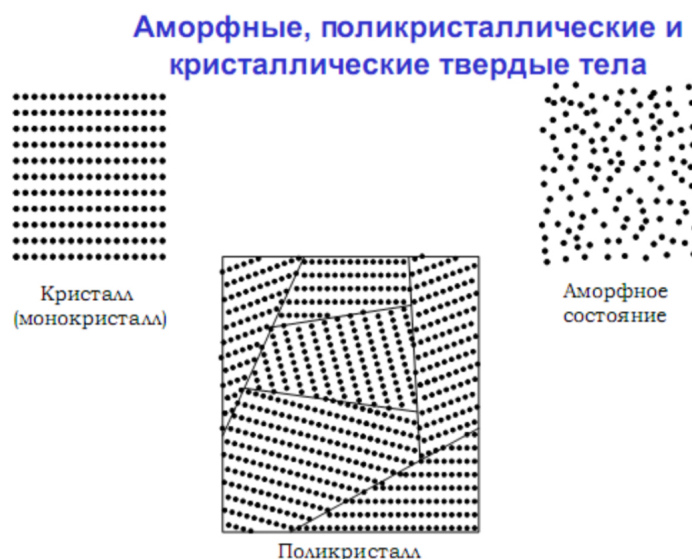 Аморфные, поликристаллические и
кристаллические твердые тела
Кристалл
(монокристалл)
Аморфное
состояние
Поликристалл